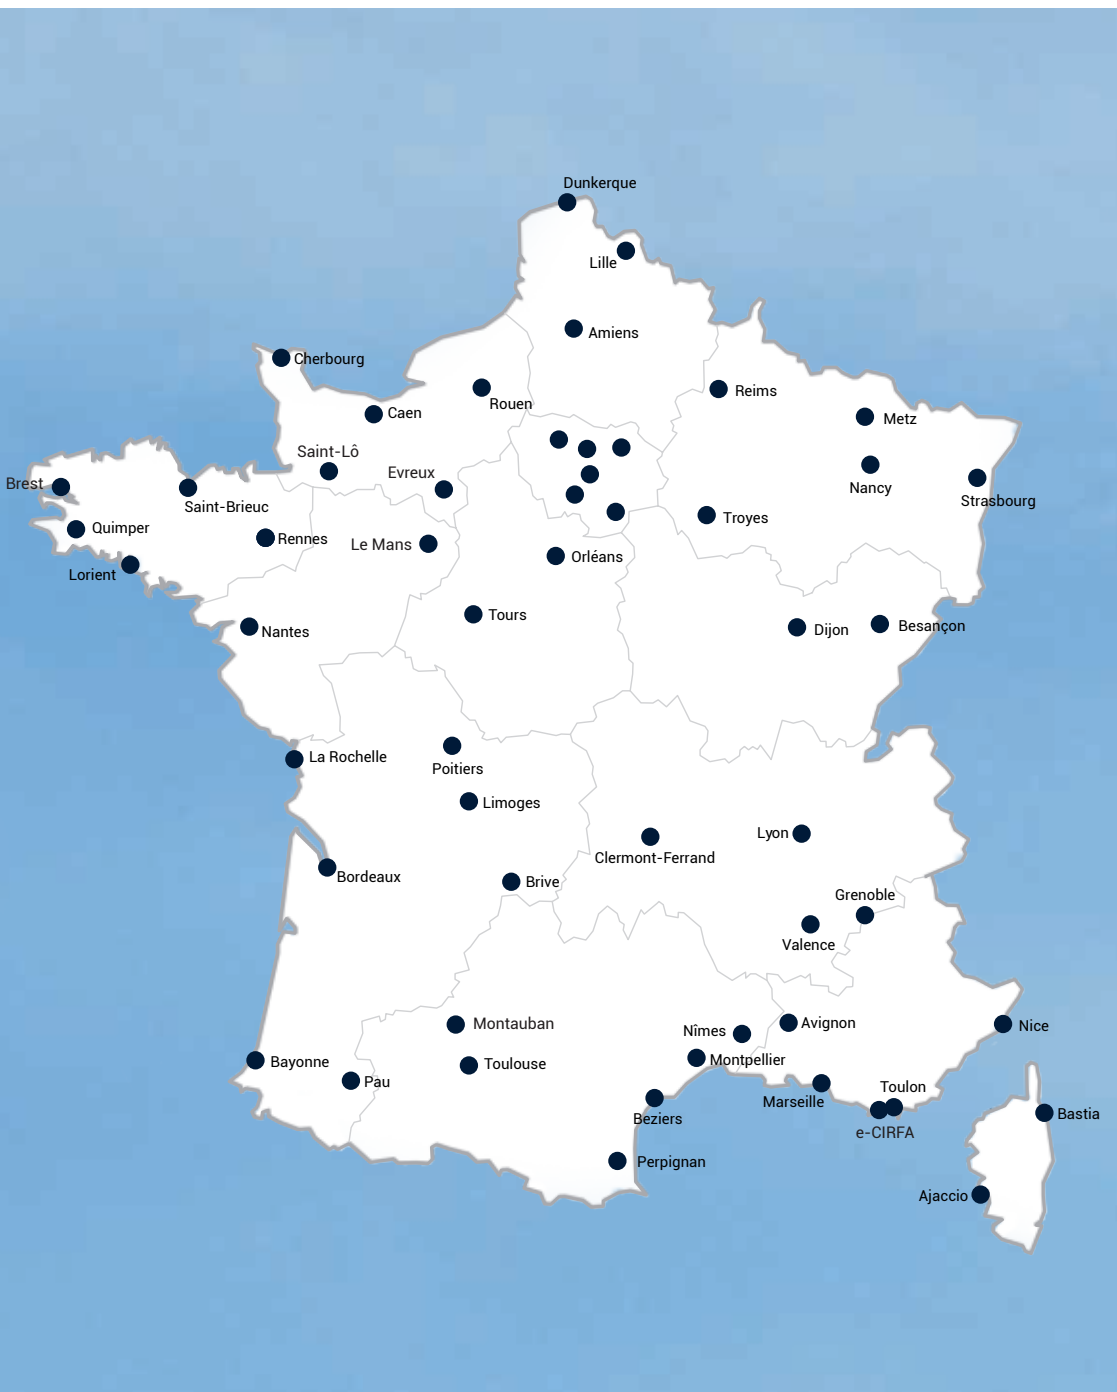 Dunkerque
Lille
Amiens
Cherbourg
Rouen
Reims
Caen
Metz
Saint-Lô
Evreux
Nancy
Brest
Saint-Brieuc
Strasbourg
Quimper
Troyes
Rennes
Le Mans
Orléans
Lorient
Tours
Nantes
Dijon
Besançon
La Rochelle
Poitiers
Limoges
Lyon
Clermont-Ferrand
Bordeaux
Brive
Grenoble
Valence
Montauban
Nîmes
Avignon
Nice
Bayonne
Toulouse
Montpellier
Pau
Marseille
Toulon
Beziers
e-CIRFA
Bastia
Perpignan
Ajaccio